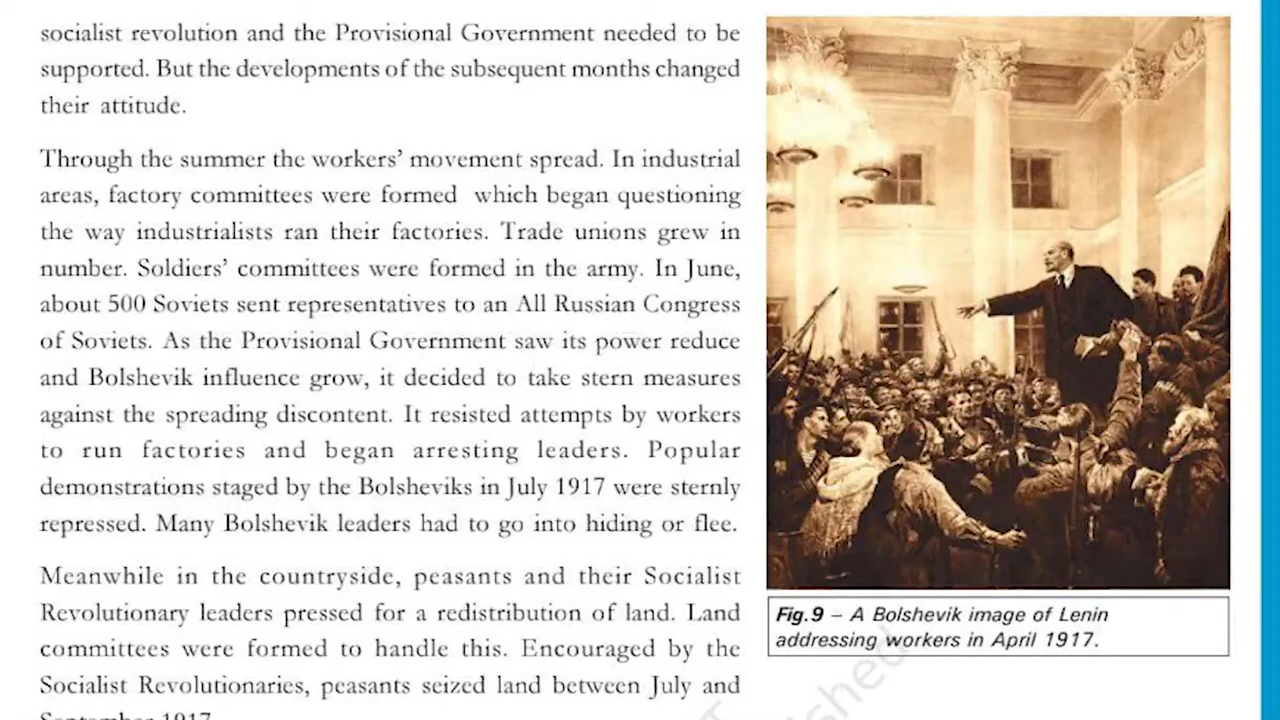 socialist revolution and the Provisional Government needed to be
supported. But the developments of the subsequent months changed
their attitude.
Through the summer the workers’ movement spread. In industrial
areas, factory committees were formed which began questioning
the way industrialists ran their factories. Trade unions grew in
number. Soldiers’ committees were formed in the army. In June,
about 500 Soviets sent representatives to an All Russian Congress
of Soviets. As the Provisional Government saw its power reduce
and Bolshevik influence grow, it decided to take stern measures
against the spreading discontent. It resisted attempts by workers
to run factories and began arresting leaders. Popular
demonstrations staged by the Bolsheviks in July 1917 were sternly
repressed. Many Bolshevik leaders had to go into hiding or flee.
Meanwhile in the countryside, peasants and their Socialist
Revolutionary leaders pressed for a redistribution of land. Land
committees were formed to handle this. Encouraged by the
Socialist Revolutionaries, peasants seized land between July and
September 1917.
Fig.9 – A Bolshevik image of Lenin
addressing workers in April 1917.